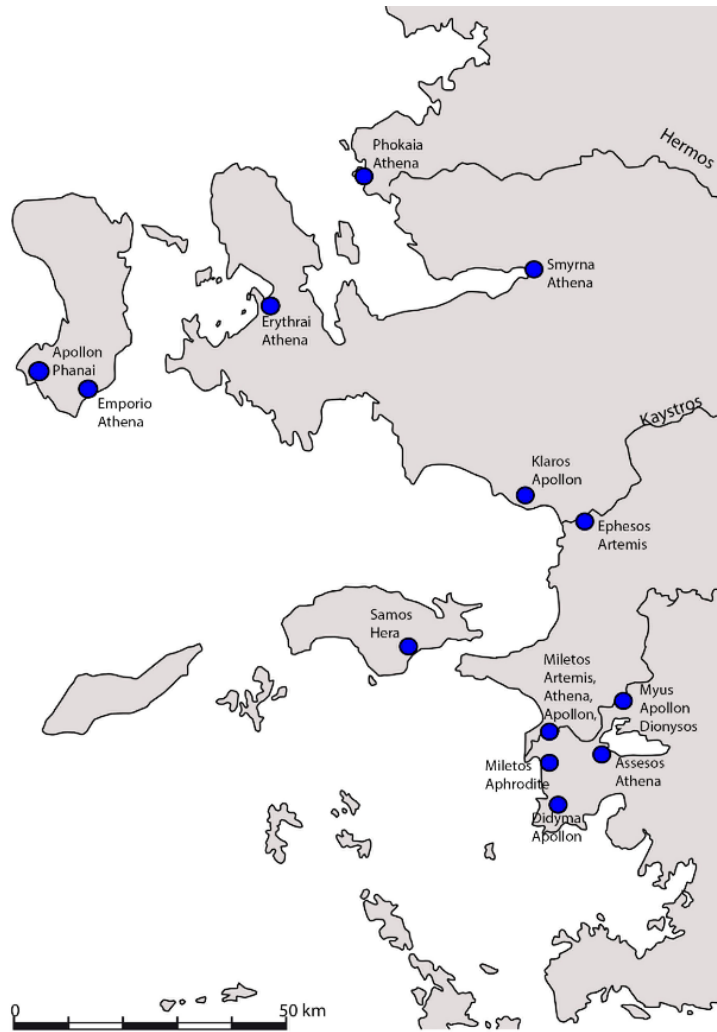 Hermos
Phokaia
Athena
Smyrna
Athena
Erythrai
Athena
Apollon
Phanai
Emporio
Athena
Kaystros
Klaros
Apollon
Ephesos
Artemis
Samos
Hera
Miletos
Artemis,
Athena,
Apollon,
Myus
Apollon
Dionysos
Miletos
Aphrodite
Assesos
Athena
Didyma
Apollon
0
50 km